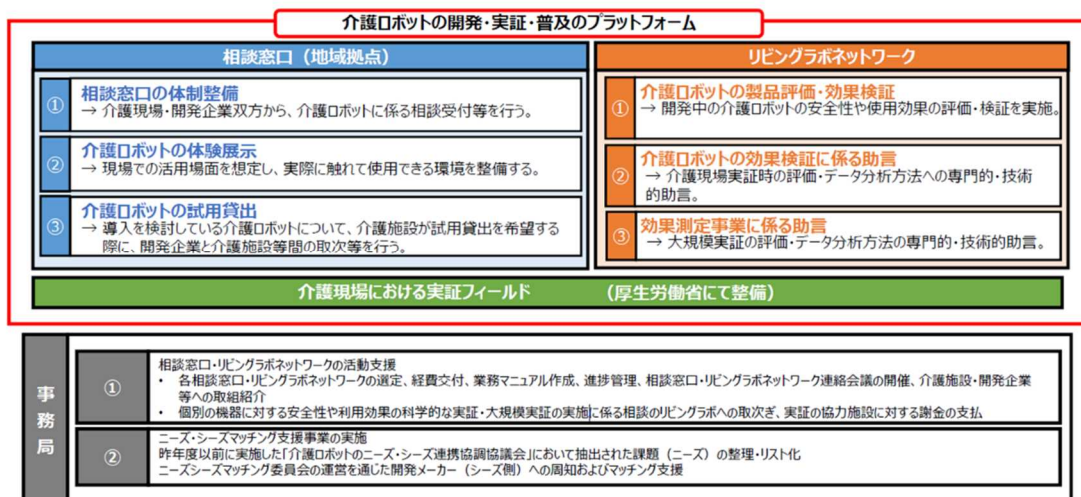 介護ロボットの開発・実証・普及のプラットフォーム
相談窓口（地域拠点）
①
相談窓口の体制整備
→ 介護現場・開発企業双方から、介護ロボットに係る相談受付等を行う。
②
介護ロボットの体験展示
→ 現場での活用場面を想定し、実際に触れて使用できる環境を整備する。
③
介護ロボットの試用貸出
→ 導入を検討している介護ロボットについて、介護施設が試用貸出を希望する
際に、開発企業と介護施設等間の取次等を行う。
リビングラボネットワーク
①
介護ロボットの製品評価・効果検証
→ 開発中の介護ロボットの安全性や使用効果の評価・検証を実施。
②
介護ロボットの効果検証に係る助言
→ 介護現場実証時の評価・データ分析方法への専門的・技術
的助言。
③
効果測定事業に係る助言
→ 大規模実証の評価・データ分析方法の専門的・技術的助言。
介護現場における実証フィールド （厚生労働省にて整備）
事務局
①
相談窓口・リビングラボネットワークの活動支援
• 各相談窓口・リビングラボネットワークの選定、経費交付、業務マニュアル作成、進捗管理、相談窓口・リビングラボネットワーク連絡会議の開催、介護施設・開発企業
等への取組紹介
• 個別の機器に対する安全性や利用効果の科学的な実証・大規模実証の実施に係る相談のリビングラボへの取次ぎ、実証の協力施設に対する謝金の支払
②
ニーズ・シーズマッチング支援事業の実施
昨年度以前に実施した「介護ロボットのニーズ・シーズ連携協調協議会」において抽出された課題（ニーズ）の整理・リスト化
ニーズシーズマッチング委員会の運営を通じた開発メーカー（シーズ側）への周知およびマッチング支援